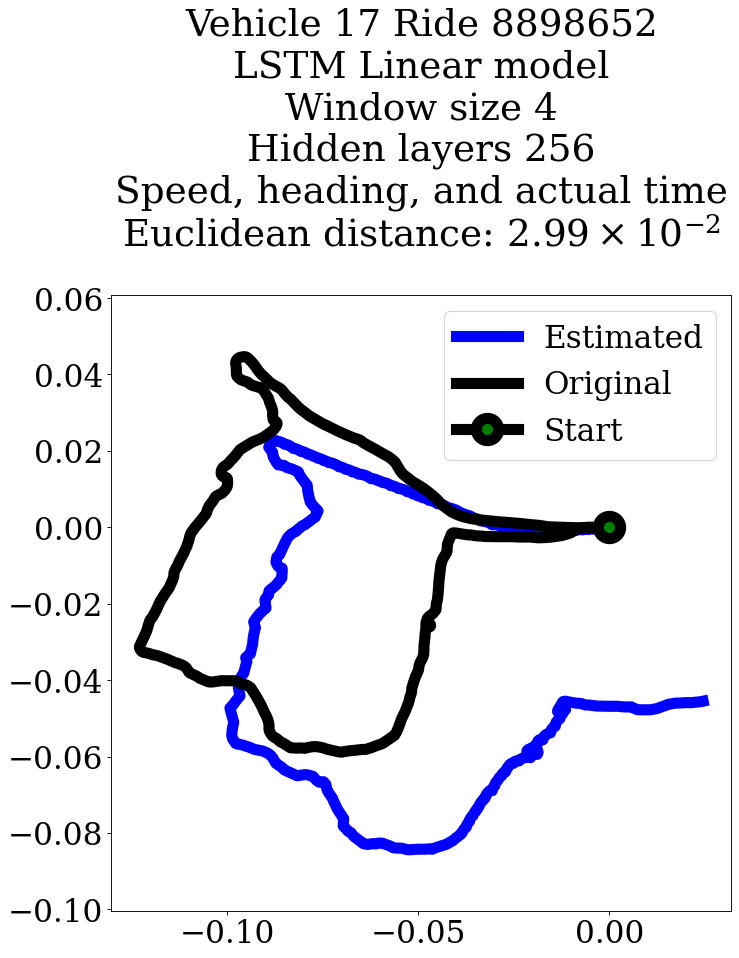 Vehicle 17 Ride 8898652
LSTM Linear model
Window size 4
Hidden layers 256
Speed, heading, and actual time
Euclidean distance: 2.99 × 10⁻²
0.06
0.04
0.02
0.00
−0.02
−0.04
−0.06
−0.08
−0.10
Estimated
Original
Start
−0.10
−0.05
0.00